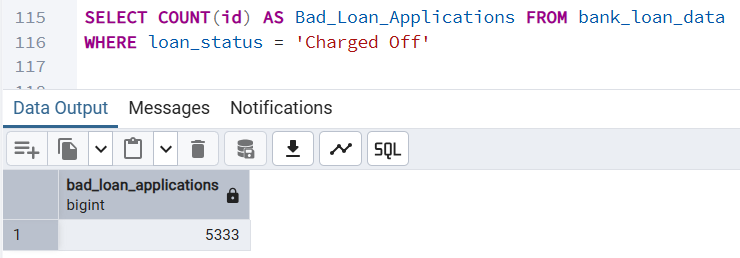 115 SELECT COUNT(id) AS Bad_Loan_Applications FROM bank_loan_data
116 WHERE loan_status = 'Charged Off'
117
Data Output Messages Notifications
SQL
bad_loan_applications
bigint
1 5333